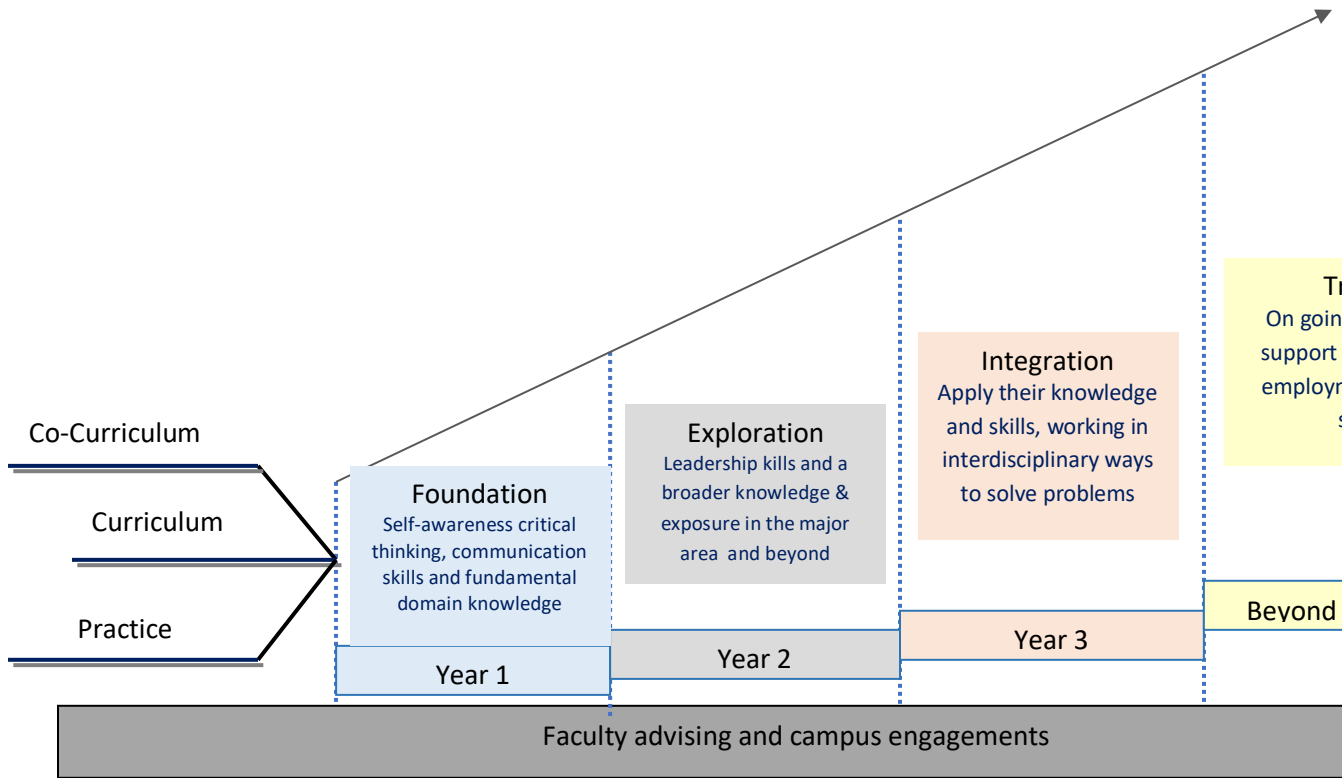 Co-Curriculum
Curriculum
Practice
Foundation
Self-awareness critical
thinking, communication
skills and fundamental
domain knowledge
Year 1
Exploration
Leadership kills and a
broader knowledge &
exposure in the major
area and beyond
Year 2
Integration
Apply their knowledge
and skills, working in
interdisciplinary ways
to solve problems
Year 3
On
support
Beyond
Faculty advising and campus engagements